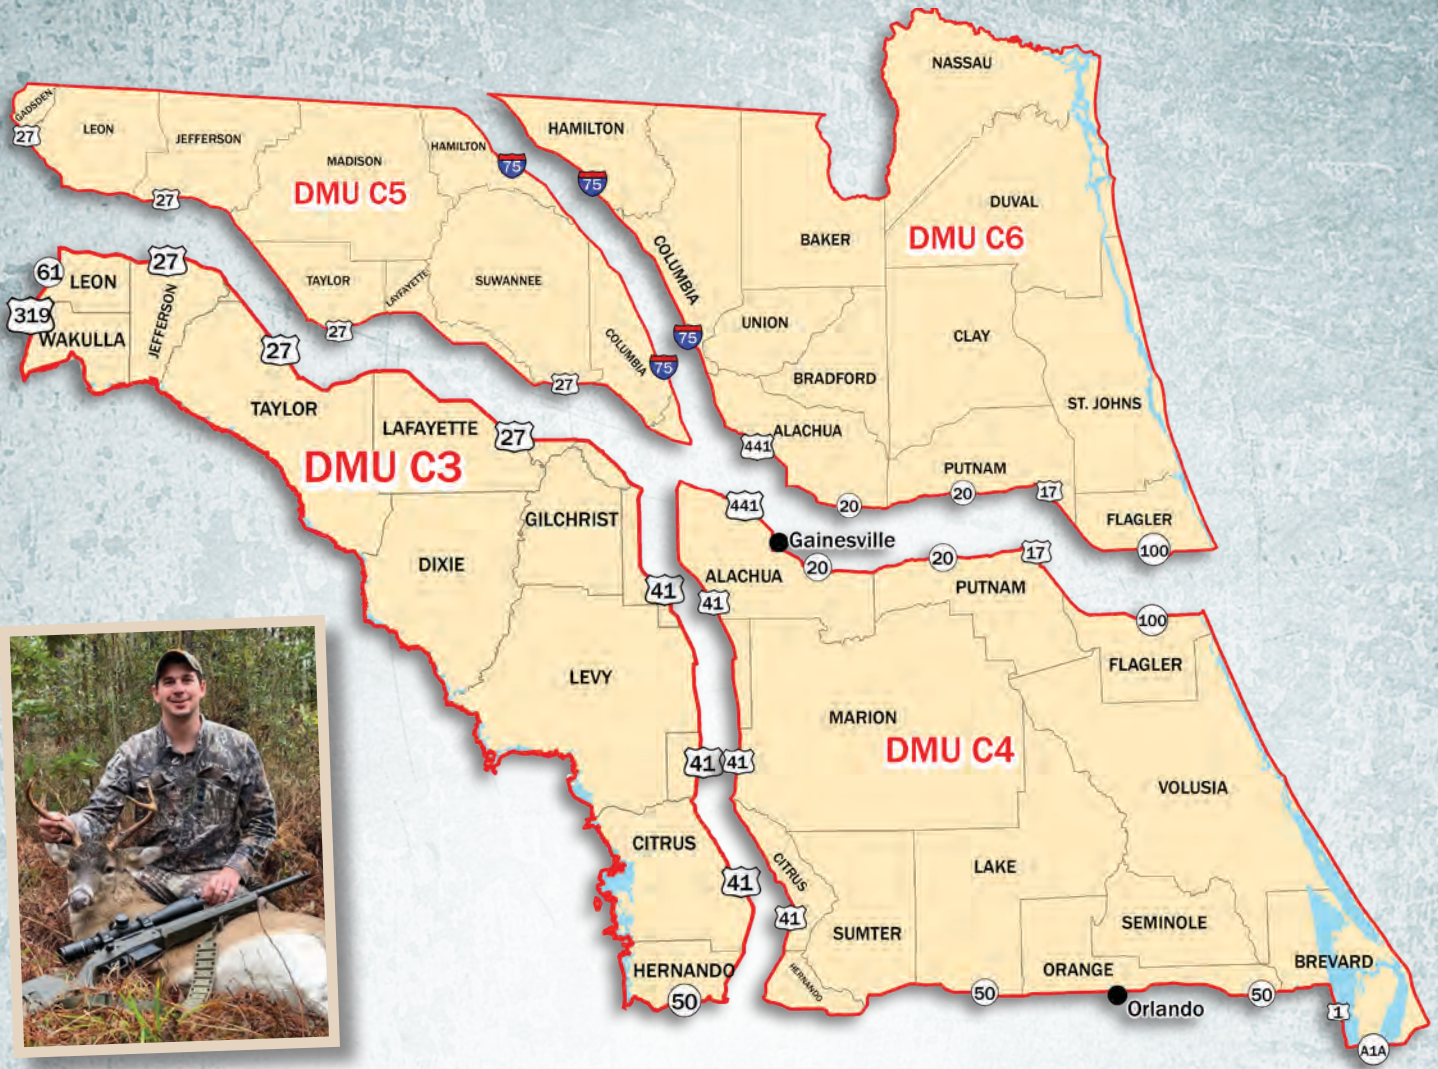 GADSDEN
27
LEON
JEFFERSON
27
MADISON
DMU C5
HAMILTON
75
TAYLOR
LAYFAYETTE
SUWANNEE
27
27
COLUMBIA
75
HAMILTON
75
COLUMBIA
75
NASSAU
DUVAL
BAKER
DMU C6
UNION
CLAY
BRADFORD
ST. JOHNS
441
ALACHUA
PUTNAM
20
20
17
FLAGLER
100
61
LEON
27
319
WAKULLA
JEFFERSON
27
TAYLOR
LAFAYETTE
27
DMU C3
GILCHRIST
DIXIE
41
LEVY
41
CITRUS
41
HERNANDO
50
441
Gainesville
20
20
17
ALACHUA
41
PUTNAM
100
FLAGLER
MARION
DMU C4
41
VOLUSIA
CITRUS
LAKE
41
SUMTER
SEMINOLE
HERNANDO
ORANGE
BREVARD
50
50
Orlando
1
A1A